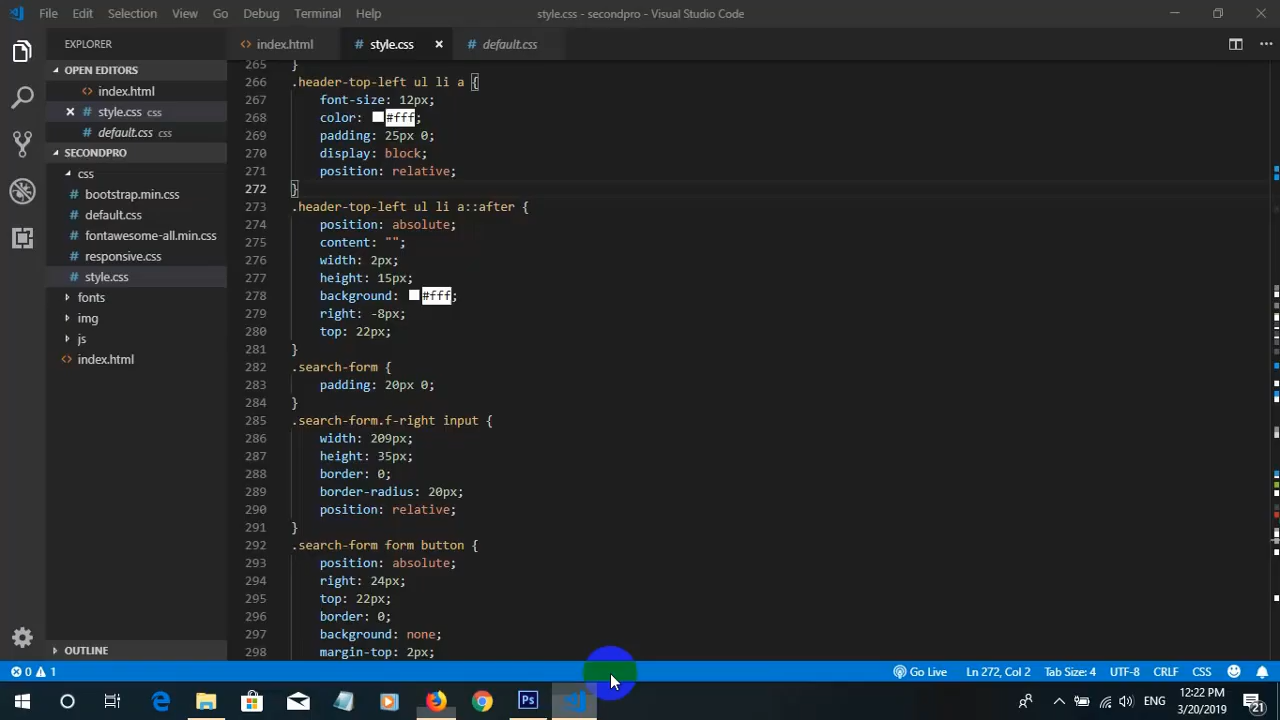 File Edit Selection View Go Debug Terminal Help
style.css - secondpro - Visual Studio Code
EXPLORER
index.html
style.css
default.css
OPEN EDITORS
index.html
style.css css
default.css css
SECONDPRO
css
bootstrap.min.css
default.css
fontawesome-all.min.css
responsive.css
style.css
fonts
img
js
index.html
OUTLINE
265 }
266 .header-top-left ul li a {
267 font-size: 12px;
268 color: #fff;
269 padding: 25px 0;
270 display: block;
271 position: relative;
272 }
273 .header-top-left ul li a::after {
274 position: absolute;
275 content: "";
276 width: 2px;
277 height: 15px;
278 background: #fff;
279 right: -8px;
280 top: 22px;
281 }
282 .search-form {
283 padding: 20px 0;
284 }
285 .search-form.f-right input {
286 width: 209px;
287 height: 35px;
288 border: 0;
289 border-radius: 20px;
290 position: relative;
291 }
292 .search-form form button {
293 position: absolute;
294 right: 24px;
295 top: 22px;
296 border: 0;
297 background: none;
298 margin-top: 2px;
0 1
Go Live Ln 272, Col 2 Tab Size: 4 UTF-8 CRLF CSS
Ps
ENG
12:22 PM
3/20/2019
21